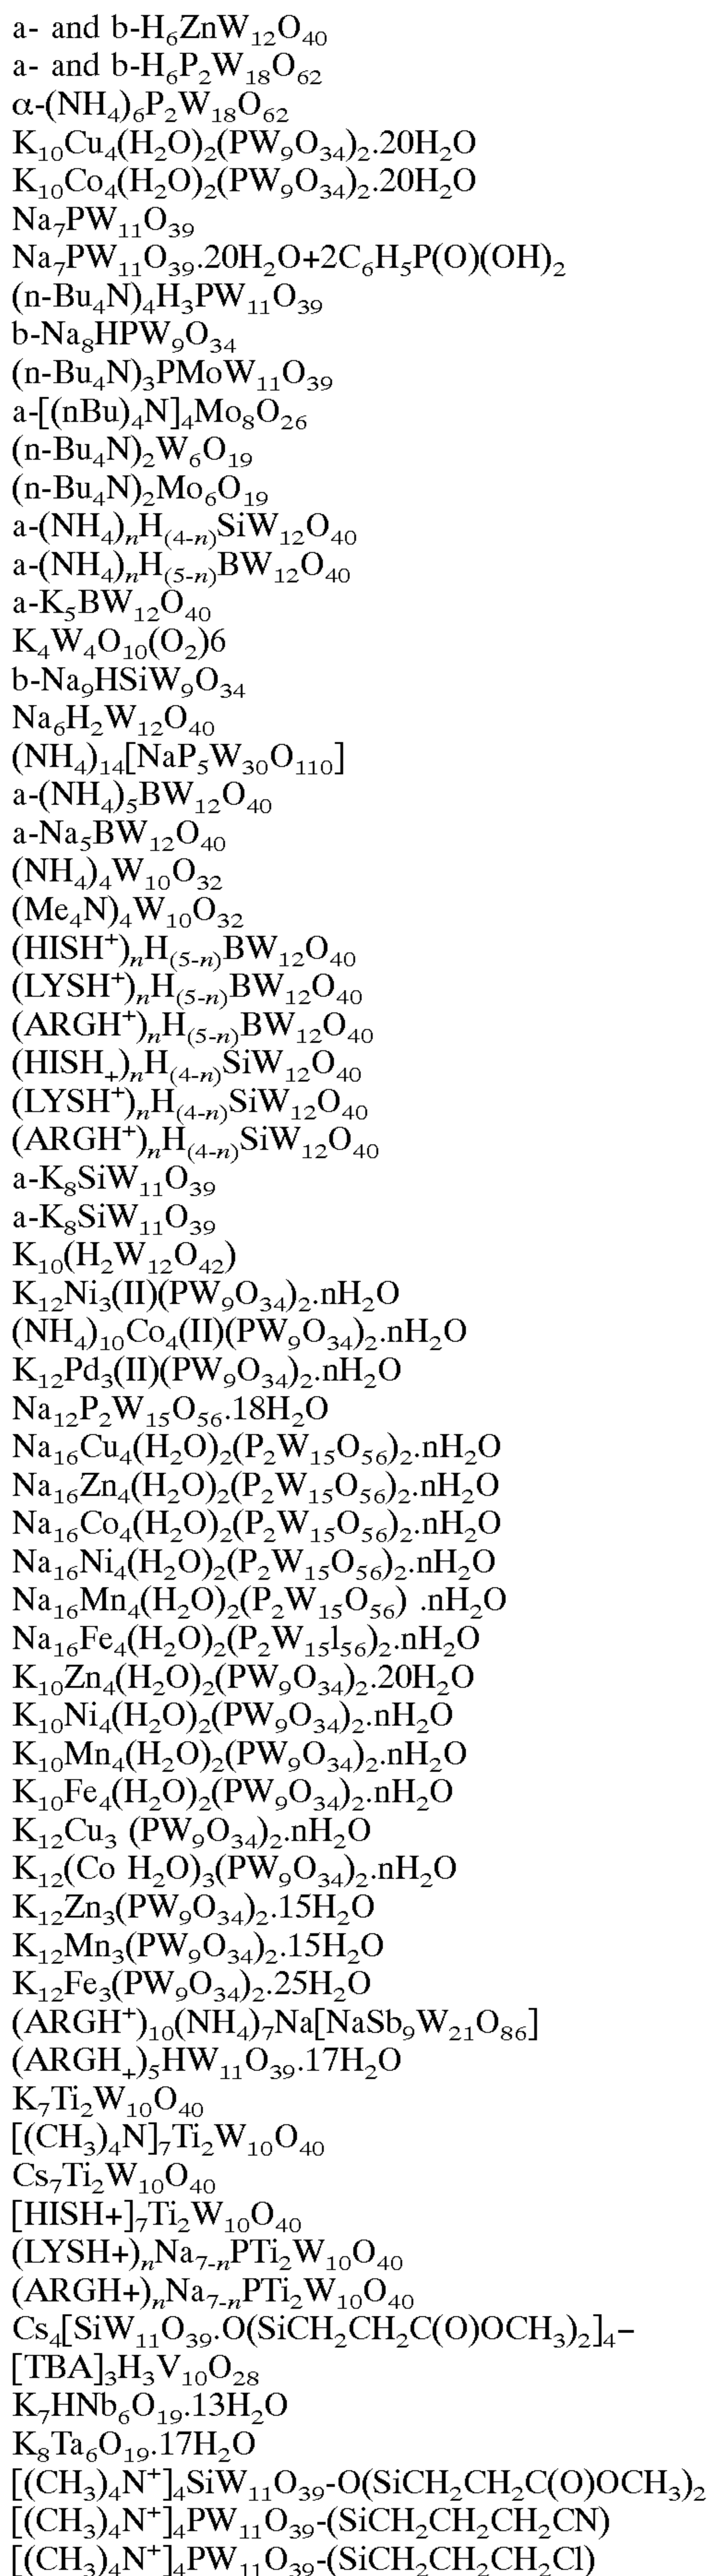 a- and b-H₆ZnW₁₂O₄₀
a- and b-H₆P₂W₁₈O₆₂
α-(NH₄)₆P₂W₁₈O₆₂
K₁₀Cu₄(H₂O)₂(PW₉O₃₄)₂.20H₂O
K₁₀Co₄(H₂O)₂(PW₉O₃₄)₂.20H₂O
Na₇PW₁₁O₃₉
Na₇PW₁₁O₃₉.20H₂O+2C₆H₅P(O)(OH)₂
(n-Bu₄N)₄H₃PW₁₁O₃₉
b-Na₈HPW₉O₃₄
(n-Bu₄N)₃PMoW₁₁O₃₉
a-[(nBu)₄N]₄Mo₈O₂₆
(n-Bu₄N)₂W₆O₁₉
(n-Bu₄N)₂Mo₆O₁₉
a-(NH₄)ₙH₍₄₋ₙ₎SiW₁₂O₄₀
a-(NH₄)ₙH₍₅₋ₙ₎BW₁₂O₄₀
a-K₅BW₁₂O₄₀
K₄W₄O₁₀(O₂)6
b-Na₉HSiW₉O₃₄
Na₆H₂W₁₂O₄₀
(NH₄)₁₄[NaP₅W₃₀O₁₁₀]
a-(NH₄)₅BW₁₂O₄₀
a-Na₅BW₁₂O₄₀
(NH₄)₄W₁₀O₃₂
(Me₄N)₄W₁₀O₃₂
(HISH⁺)ₙH₍₅₋ₙ₎BW₁₂O₄₀
(LYSH⁺)ₙH₍₅₋ₙ₎BW₁₂O₄₀
(ARGH⁺)ₙH₍₅₋ₙ₎BW₁₂O₄₀
(HISH₊)ₙH₍₄₋ₙ₎SiW₁₂O₄₀
(LYSH⁺)ₙH₍₄₋ₙ₎SiW₁₂O₄₀
(ARGH⁺)ₙH₍₄₋ₙ₎SiW₁₂O₄₀
a-K₈SiW₁₁O₃₉
a-K₈SiW₁₁O₃₉
K₁₀(H₂W₁₂O₄₂)
K₁₂Ni₃(II)(PW₉O₃₄)₂.nH₂O
(NH₄)₁₀Co₄(II)(PW₉O₃₄)₂.nH₂O
K₁₂Pd₃(II)(PW₉O₃₄)₂.nH₂O
Na₁₂P₂W₁₅O₅₆.18H₂O
Na₁₆Cu₄(H₂O)₂(P₂W₁₅O₅₆)₂.nH₂O
Na₁₆Zn₄(H₂O)₂(P₂W₁₅O₅₆)₂.nH₂O
Na₁₆Co₄(H₂O)₂(P₂W₁₅O₅₆)₂.nH₂O
Na₁₆Ni₄(H₂O)₂(P₂W₁₅O₅₆)₂.nH₂O
Na₁₆Mn₄(H₂O)₂(P₂W₁₅O₅₆) .nH₂O
Na₁₆Fe₄(H₂O)₂(P₂W₁₅l₅₆)₂.nH₂O
K₁₀Zn₄(H₂O)₂(PW₉O₃₄)₂.20H₂O
K₁₀Ni₄(H₂O)₂(PW₉O₃₄)₂.nH₂O
K₁₀Mn₄(H₂O)₂(PW₉O₃₄)₂.nH₂O
K₁₀Fe₄(H₂O)₂(PW₉O₃₄)₂.nH₂O
K₁₂Cu₃ (PW₉O₃₄)₂.nH₂O
K₁₂(Co H₂O)₃(PW₉O₃₄)₂.nH₂O
K₁₂Zn₃(PW₉O₃₄)₂.15H₂O
K₁₂Mn₃(PW₉O₃₄)₂.15H₂O
K₁₂Fe₃(PW₉O₃₄)₂.25H₂O
(ARGH⁺)₁₀(NH₄)₇Na[NaSb₉W₂₁O₈₆]
(ARGH₊)₅HW₁₁O₃₉.17H₂O
K₇Ti₂W₁₀O₄₀
[(CH₃)₄N]₇Ti₂W₁₀O₄₀
Cs₇Ti₂W₁₀O₄₀
[HISH+]₇Ti₂W₁₀O₄₀
(LYSH+)ₙNa₇₋ₙPTi₂W₁₀O₄₀
(ARGH+)ₙNa₇₋ₙPTi₂W₁₀O₄₀
Cs₄[SiW₁₁O₃₉.O(SiCH₂CH₂C(O)OCH₃)₂]₄–
[TBA]₃H₃V₁₀O₂₈
K₇HNb₆O₁₉.13H₂O
K₈Ta₆O₁₉.17H₂O
[(CH₃)₄N⁺]₄SiW₁₁O₃₉-O(SiCH₂CH₂C(O)OCH₃)₂
[(CH₃)₄N⁺]₄PW₁₁O₃₉-(SiCH₂CH₂CH₂CN)
[(CH₃)₄N⁺]₄PW₁₁O₃₉-(SiCH₂CH₂CH₂Cl)